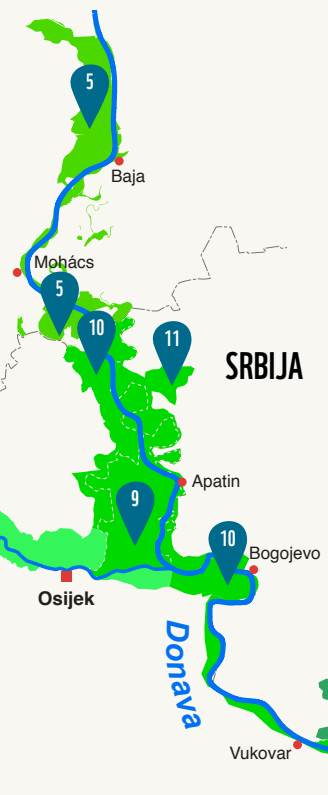 5
Baja
Mohács
5
10
11
SRBIJA
Apatin
9
10
Bogojevo
Osijek
Donava
Vukovar